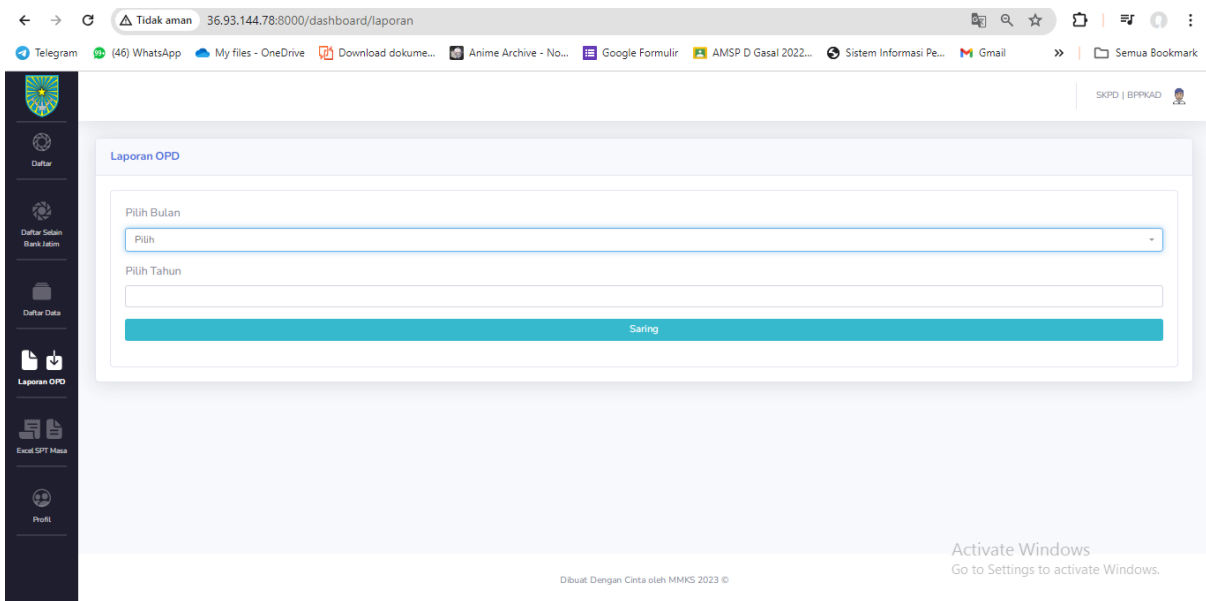 Tidak aman 36.93.144.78:8000/dashboard/laporan
Telegram 99+ (46) WhatsApp My files - OneDrive Download dokume... Anime Archive - No... Google Formulir AMSP D Gasal 2022... Sistem Informasi Pe... Gmail » Semua Bookmark
SKPD | BPPKAD
Daftar
Daftar Selain
Bank Jatim
Daftar Data
Laporan OPD
Excel SPT Masa
Profil
Laporan OPD
Pilih Bulan
Pilih
Pilih Tahun
Saring
Activate Windows
Go to Settings to activate Windows.
Dibuat Dengan Cinta oleh MMKS 2023 ©